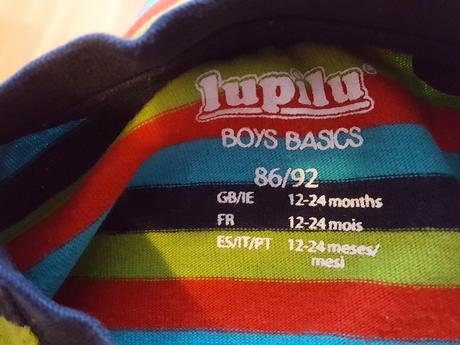 lupilu
BOYS BASICS
86/92
GB/IE 12-24 months
FR 12-24 mois
ES/IT/PT 12-24 meses/
mesi